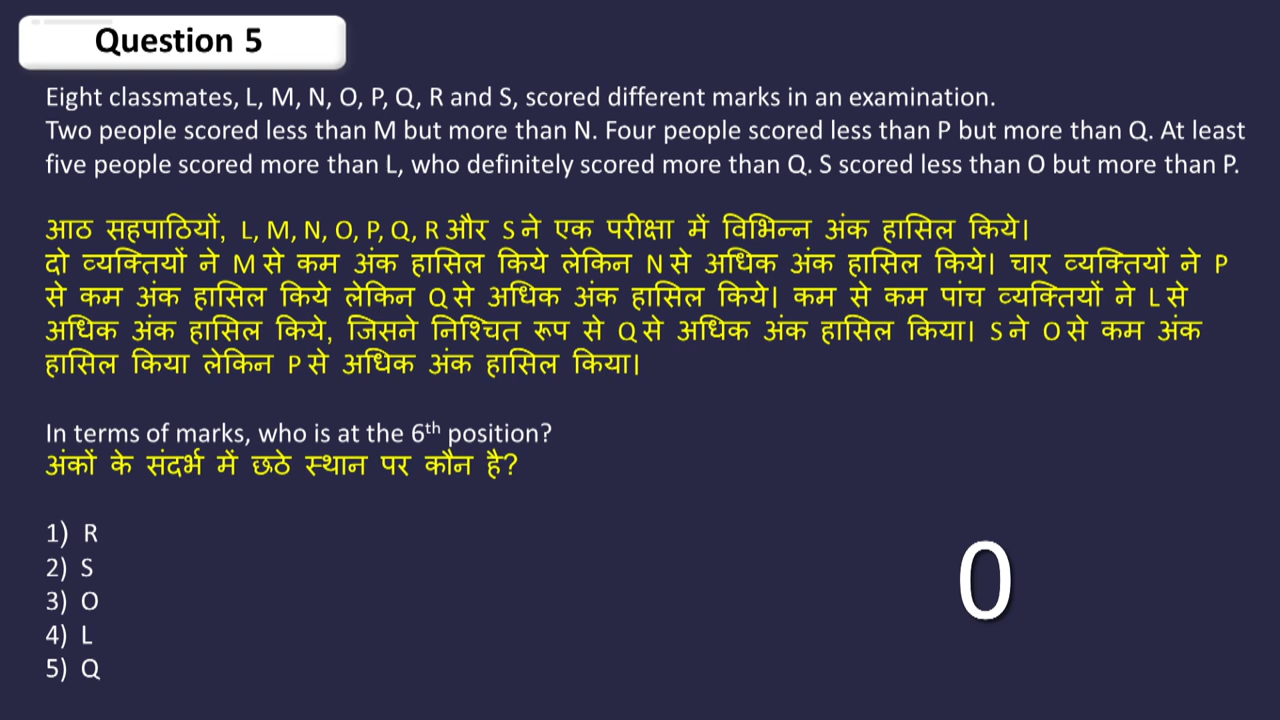 Question 5
Eight classmates, L, M, N, O, P, Q, R and S, scored different marks in an examination.
Two people scored less than M but more than N. Four people scored less than P but more than Q. At least
five people scored more than L, who definitely scored more than Q. S scored less than O but more than P.
आठ सहपाठियों, L, M, N, O, P, Q, R और S ने एक परीक्षा में विभिन्न अंक हासिल किये।
दो व्यक्तियों ने M से कम अंक हासिल किये लेकिन N से अधिक अंक हासिल किये। चार व्यक्तियों ने P
से कम अंक हासिल किये लेकिन Q से अधिक अंक हासिल किये। कम से कम पांच व्यक्तियों ने L से
अधिक अंक हासिल किये, जिसने निश्चित रूप से Q से अधिक अंक हासिल किया। S ने O से कम अंक
हासिल किया लेकिन P से अधिक अंक हासिल किया।
In terms of marks, who is at the 6th position?
अंकों के संदर्भ में छठे स्थान पर कौन है?
1) R
2) S
3) O
4) L
5) Q
0